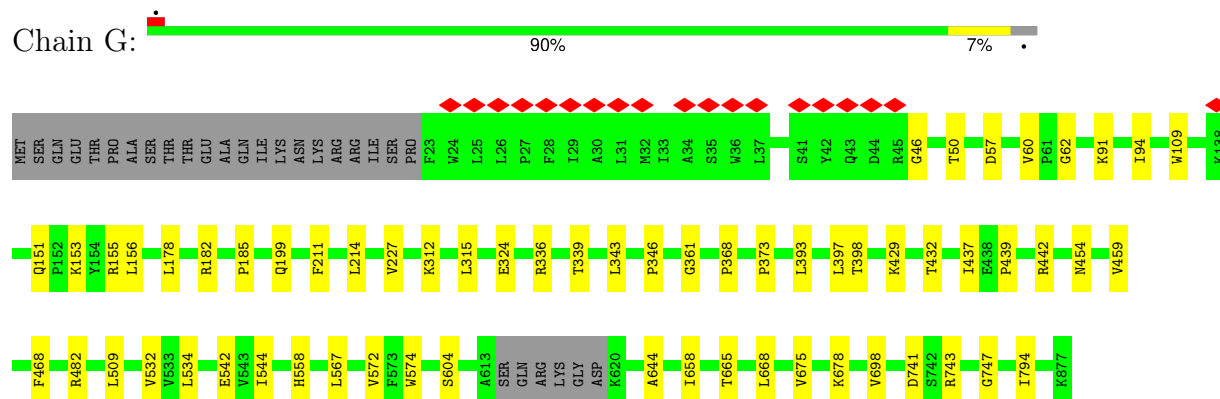 Chain G:
90% 7%
MET SER GLN GLU THR PRO ALA SER THR THR GLU ALA GLN ILE LYS ASN LYS ARG ARG ILE SER PRO F23 W24 L25 L26 P27 F28 I29 A30 L31 M32 I33 A34 S35 W36 L37 S41 Y42 Q43 D44 R45 G46 T50 D57 V60 P61 G62 K91 I94 W109 K138
Q151 P152 K153 Y154 R155 L156 L178 R182 P185 Q199 F211 L214 V227 K312 L315 E324 R336 T339 L343 P346 G361 P368 P373 L393 L397 T398 K429 T432 I437 E438 P439 R442 N454 V459
F468 R482 L509 V532 V533 L534 E542 V543 I544 H558 L567 V572 F573 W574 S604 A613 SER GLN ARG LYS GLY ASP K620 A644 I658 T665 L668 V675 K678 V698 D741 S742 R743 G747 I794 K877